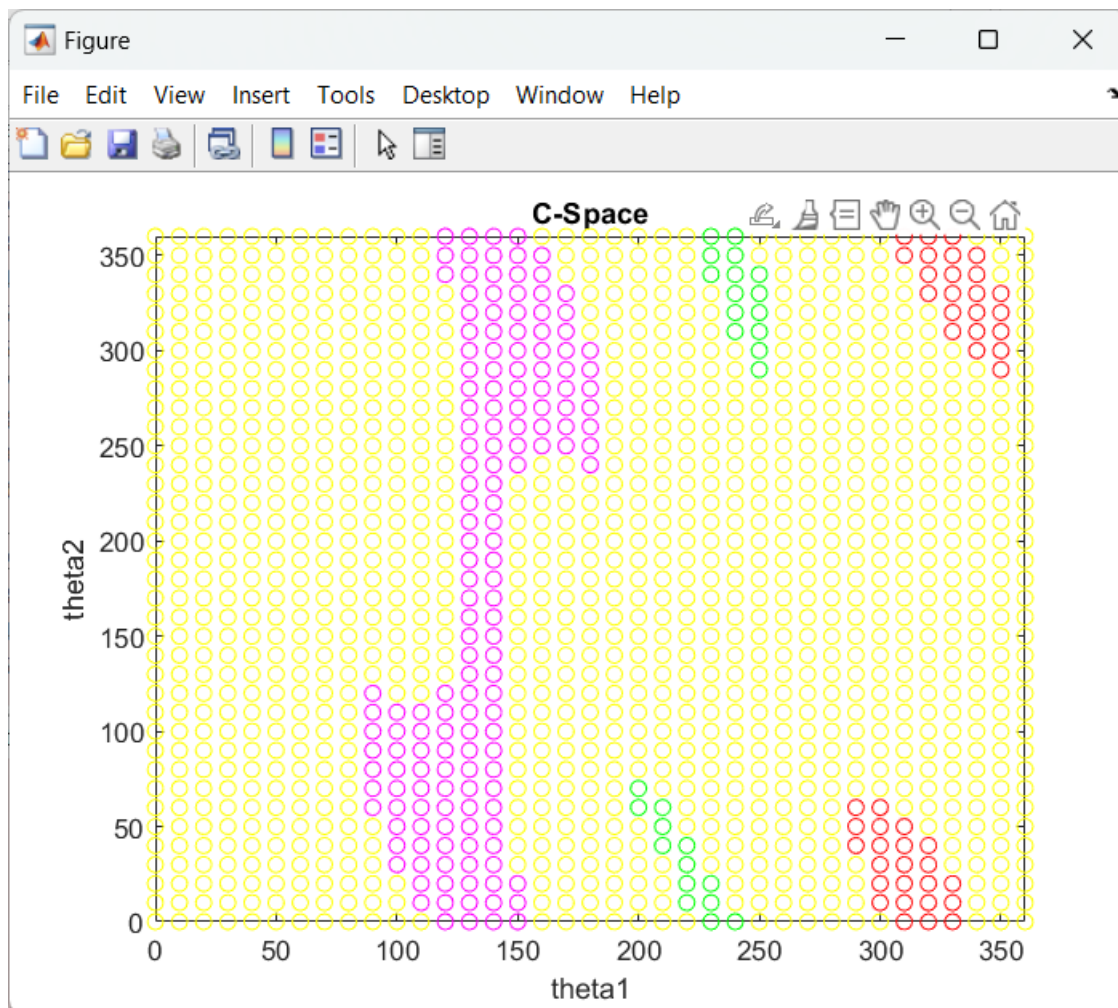 Figure
File Edit View Insert Tools Desktop Window Help
C-Space
350
300
250
200
150
100
50
0
theta2
0 50 100 150 200 250 300 350
theta1